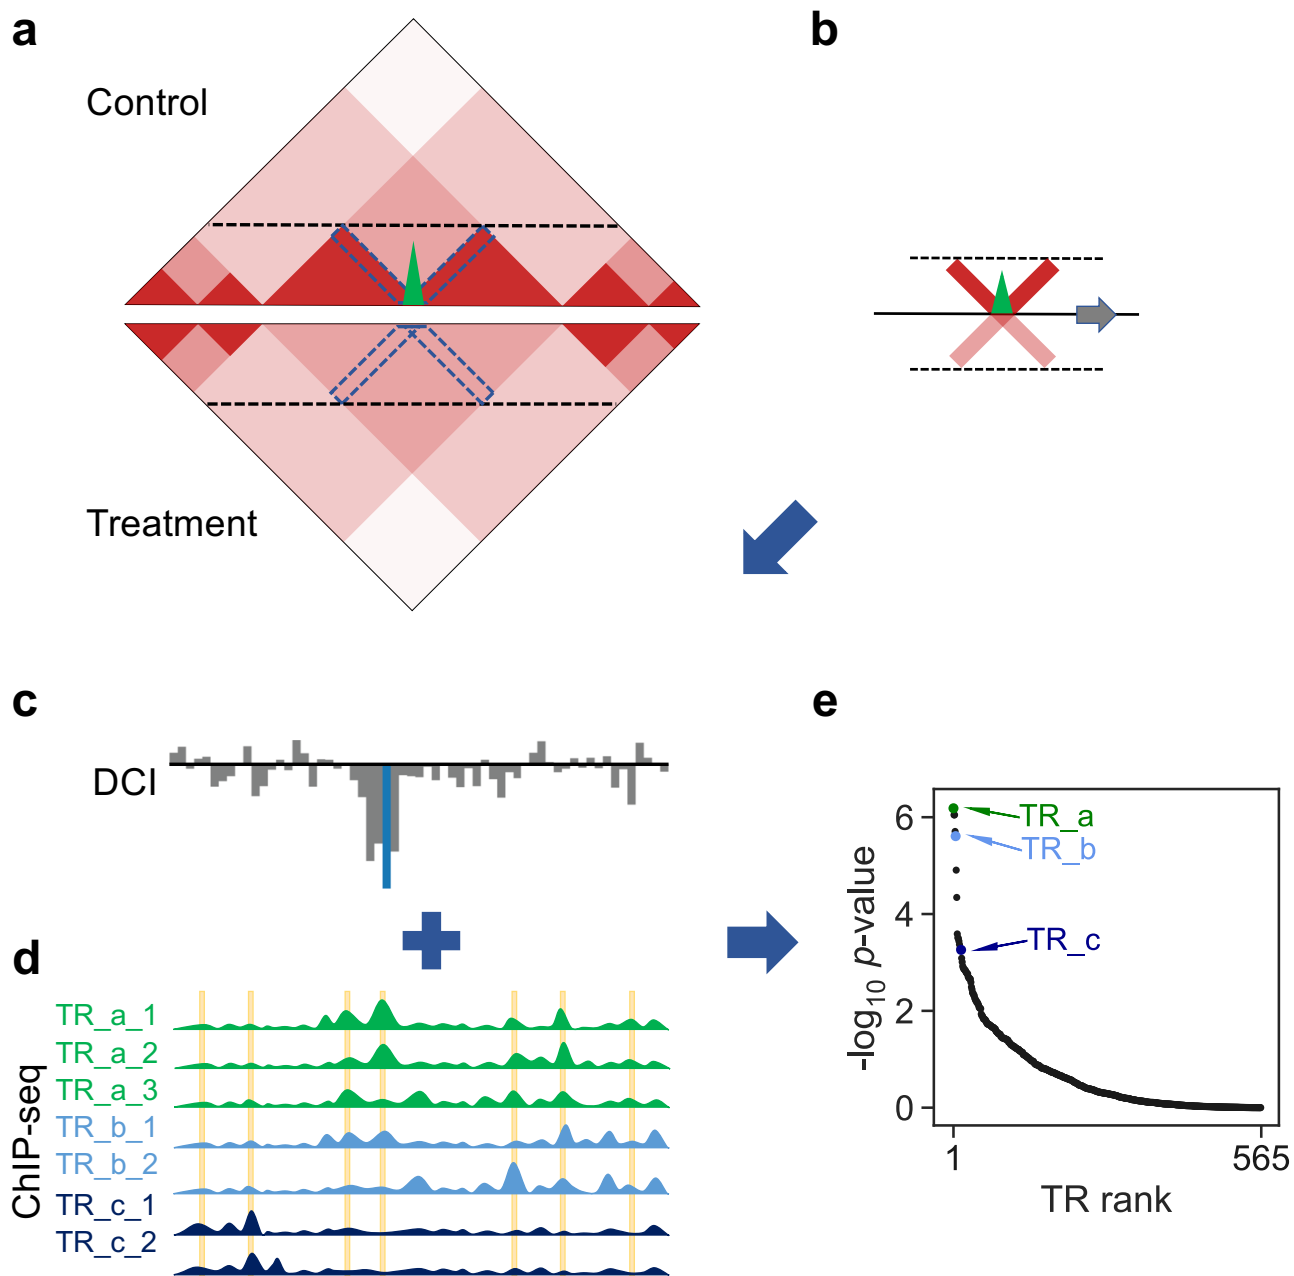 a
Control
Treatment
b
c
DCI
d
ChIP-seq
TR_a_1
TR_a_2
TR_a_3
TR_b_1
TR_b_2
TR_c_1
TR_c_2
e
-log10 p-value
6
4
2
0
TR_a
TR_b
TR_c
1 565
TR rank